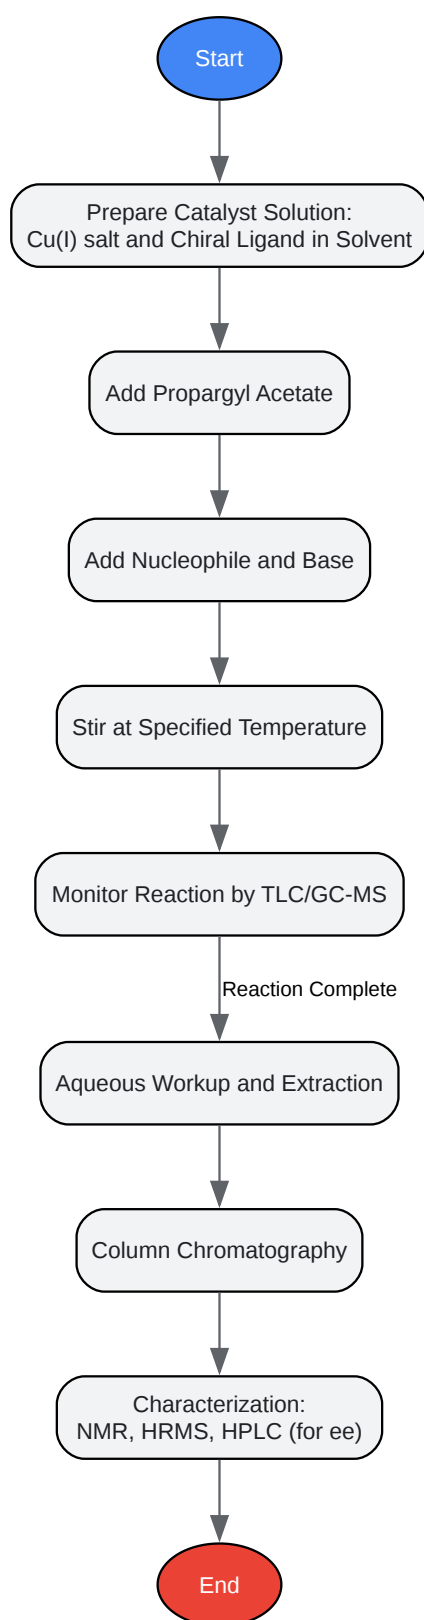 Start
Prepare Catalyst Solution:
Cu(I) salt and Chiral Ligand in Solvent
Add Propargyl Acetate
Add Nucleophile and Base
Stir at Specified Temperature
Monitor Reaction by TLC/GC-MS
Reaction Complete
Aqueous Workup and Extraction
Column Chromatography
Characterization:
NMR, HRMS, HPLC (for ee)
End